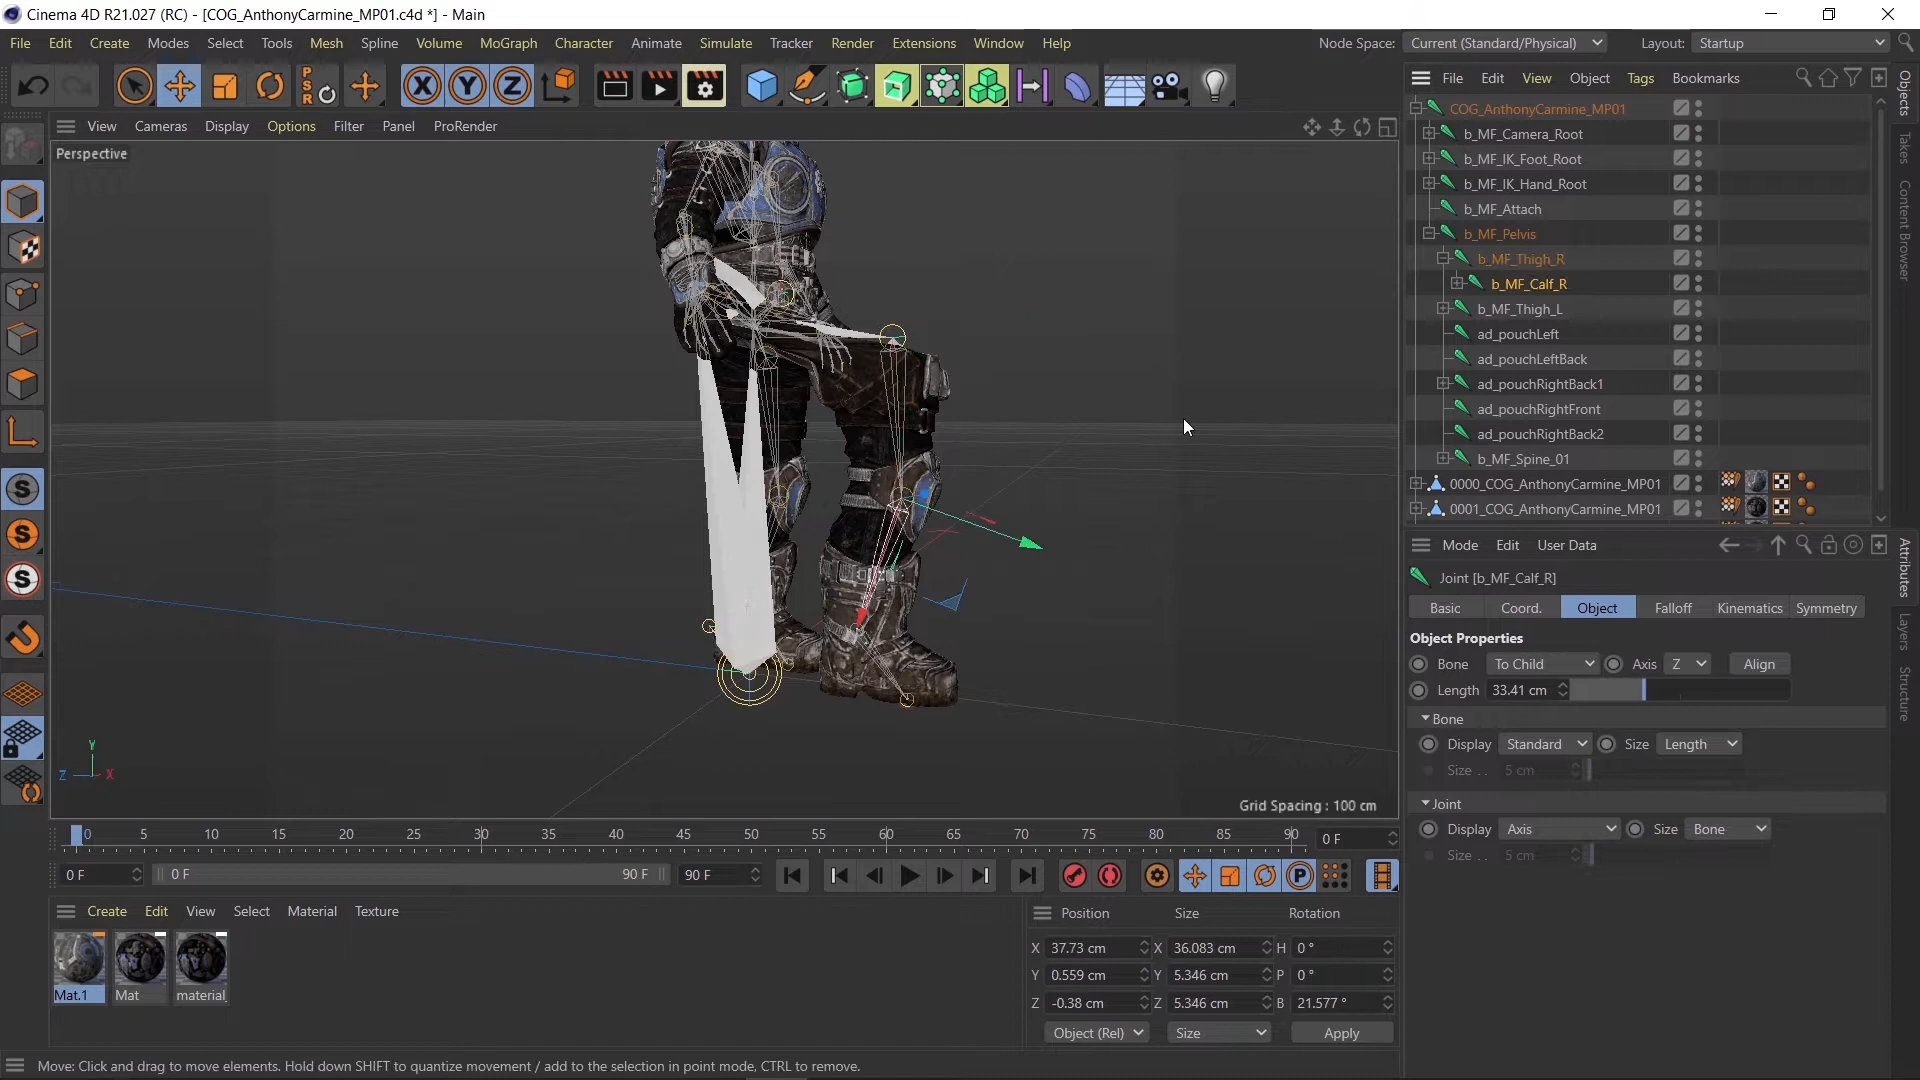 Cinema 4D R21.027 (RC) - [COG_AnthonyCarmine_MP01.c4d *] - Main
File Edit Create Modes Select Tools Mesh Spline Volume MoGraph Character Animate Simulate Tracker Render Extensions Window Help Node Space: Current (Standard/Physical) Layout: Startup
File Edit View Object Tags Bookmarks
View Cameras Display Options Filter Panel ProRender
Perspective
COG_AnthonyCarmine_MP01
b_MF_Camera_Root
b_MF_IK_Foot_Root
b_MF_IK_Hand_Root
b_MF_Attach
b_MF_Pelvis
b_MF_Thigh_R
b_MF_Calf_R
b_MF_Thigh_L
ad_pouchLeft
ad_pouchLeftBack
ad_pouchRightBack1
ad_pouchRightFront
ad_pouchRightBack2
b_MF_Spine_01
0000_COG_AnthonyCarmine_MP01
0001_COG_AnthonyCarmine_MP01
Objects
Takes
Content Browser
Mode Edit User Data
Joint [b_MF_Calf_R]
Basic Coord. Object Falloff Kinematics Symmetry
Object Properties
Bone To Child Axis Z Align
Length 33.41 cm
Bone
Display Standard Size Length
Size . . 5 cm
Joint
Display Axis Size Bone
Size . . 5 cm
Attributes
Layers
Structure
Y
Z X
Grid Spacing : 100 cm
0 5 10 15 20 25 30 35 40 45 50 55 60 65 70 75 80 85 90 0 F
0 F 0 F 90 F 90 F
Create Edit View Select Material Texture
Mat.1 Mat material_
Position Size Rotation
X 37.73 cm X 36.083 cm H 0 °
Y 0.559 cm Y 5.346 cm P 0 °
Z -0.38 cm Z 5.346 cm B 21.577 °
Object (Rel) Size Apply
Move: Click and drag to move elements. Hold down SHIFT to quantize movement / add to the selection in point mode, CTRL to remove.